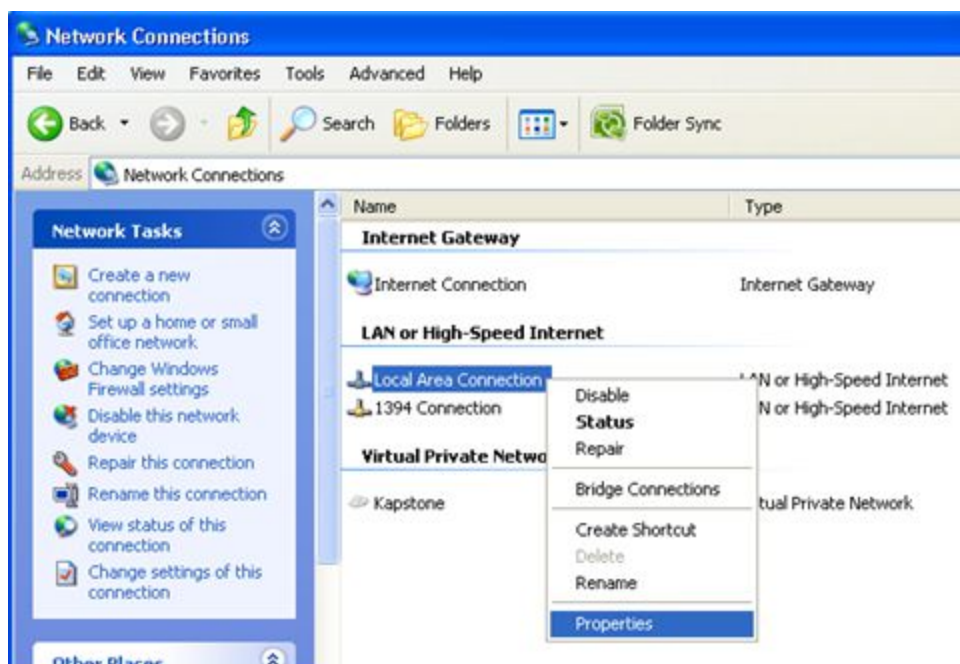 Network Connections
File Edit View Favorites Tools Advanced Help
Back Search Folders Folder Sync
Address Network Connections
Network Tasks
Create a new
connection
Set up a home or small
office network
Change Windows
Firewall settings
Disable this network
device
Repair this connection
Rename this connection
View status of this
connection
Change settings of this
connection
Other Places
Name Type
Internet Gateway
Internet Connection Internet Gateway
LAN or High-Speed Internet
Local Area Connection LAN or High-Speed Internet
1394 Connection N or High-Speed Internet
Virtual Private Netwo
Kapstone tual Private Network
Disable
Status
Repair
Bridge Connections
Create Shortcut
Delete
Rename
Properties